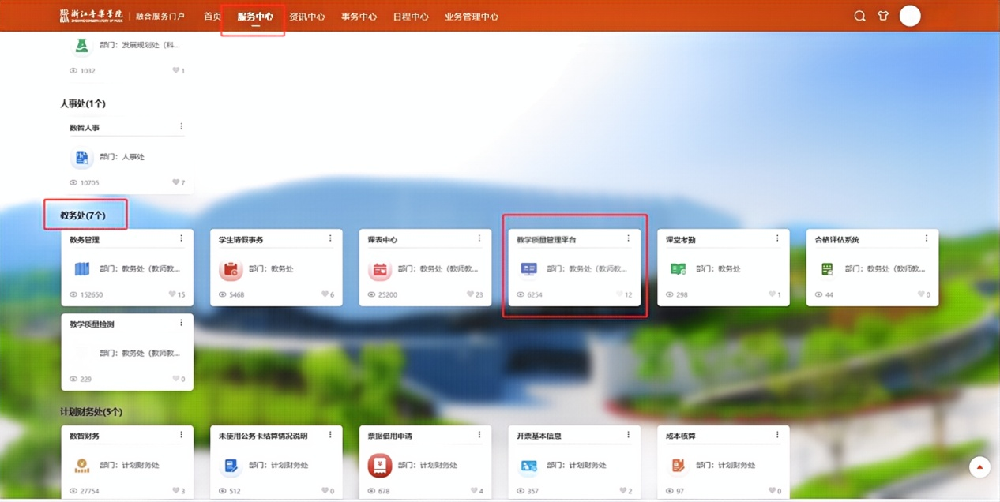 浙江音乐学院 融合服务门户 首页 服务中心 资讯中心 事务中心 日程中心 业务管理中心
ZHEJIANG CONSERVATORY OF MUSIC
部门：发展规划处（科...
1032 1
人事处(1个)
数智人事
部门：人事处
10705 7
教务处(7个)
教务管理 学生请假事务 课表中心 教学质量管理平台 课堂考勤 合格评估系统
部门：教务处（教师教... 部门：教务处 部门：教务处（教师教... 部门：教务处（教师教... 部门：教务处 部门：教务处（教师教...
152650 15 5468 6 25200 23 6254 12 298 1 44 0
教学质量检测
部门：教务处（教师教...
229 0
计划财务处(5个)
数智财务 未使用公务卡结算情况说明 票据借用申请 开票基本信息 成本核算
部门：计划财务处 部门：计划财务处 部门：计划财务处 部门：计划财务处 部门：计划财务处
27754 3 512 0 678 4 357 2 97 0